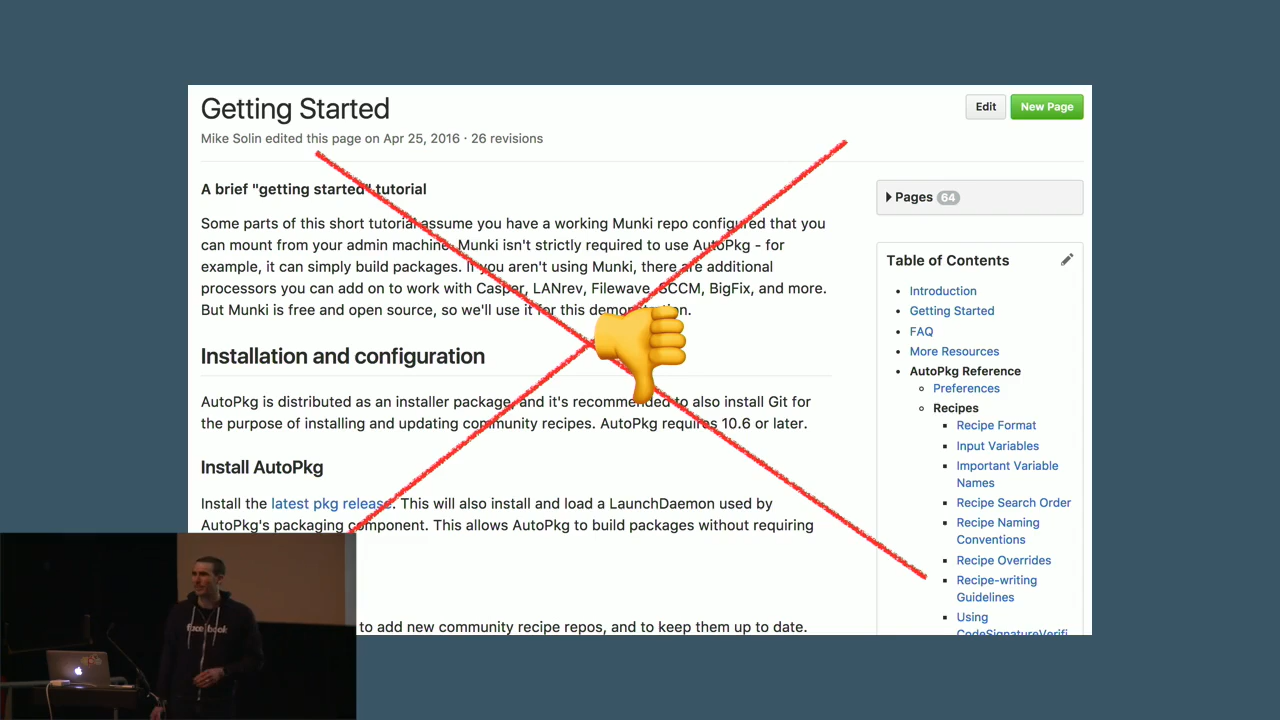 Getting Started
Edit
New Page
Mike Solin edited this page on Apr 25, 2016 · 26 revisions
A brief "getting started" tutorial
Some parts of this short tutorial assume you have a working Munki repo configured that you
can mount from your admin machine. Munki isn't strictly required to use AutoPkg - for
example, it can simply build packages. If you aren't using Munki, there are additional
processors you can add on to work with Casper, LANrev, Filewave, SCCM, BigFix, and more.
But Munki is free and open source, so we'll use it for this demonstration.
Installation and configuration
AutoPkg is distributed as an installer package, and it's recommended to also install Git for
the purpose of installing and updating community recipes. AutoPkg requires 10.6 or later.
Install AutoPkg
Install the latest pkg release. This will also install and load a LaunchDaemon used by
AutoPkg's packaging component. This allows AutoPkg to build packages without requiring
to add new community recipe repos, and to keep them up to date.
Pages 64
Table of Contents
Introduction
Getting Started
FAQ
More Resources
AutoPkg Reference
Preferences
Recipes
Recipe Format
Input Variables
Important Variable
Names
Recipe Search Order
Recipe Naming
Conventions
Recipe Overrides
Recipe-writing
Guidelines
Using
CodeSignatureVerifi
facebook